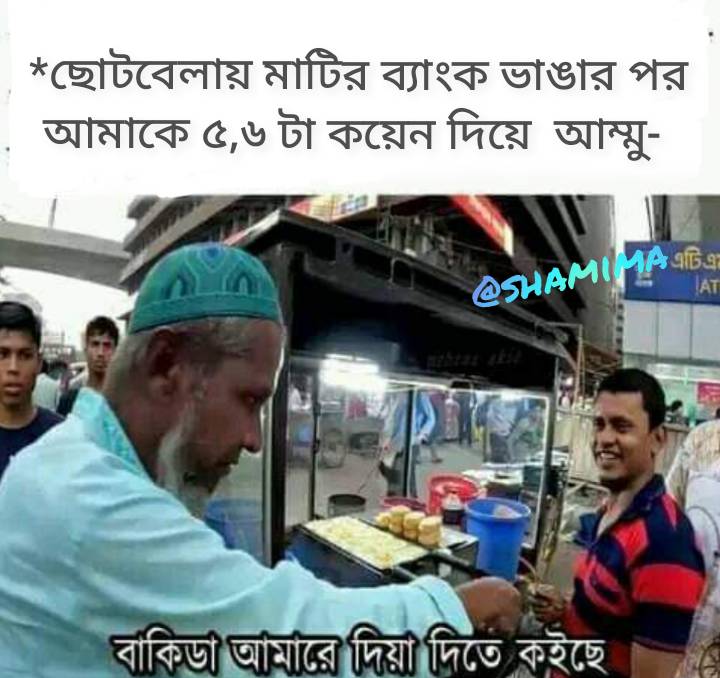 *ছোটবেলায় মাটির ব্যাংক ভাঙার পর
আমাকে ৫,৬ টা কয়েন দিয়ে আম্মু-
@SHAMIMA
এটিএ
AT
বাকিডা আমারে দিয়া দিতে কইছে